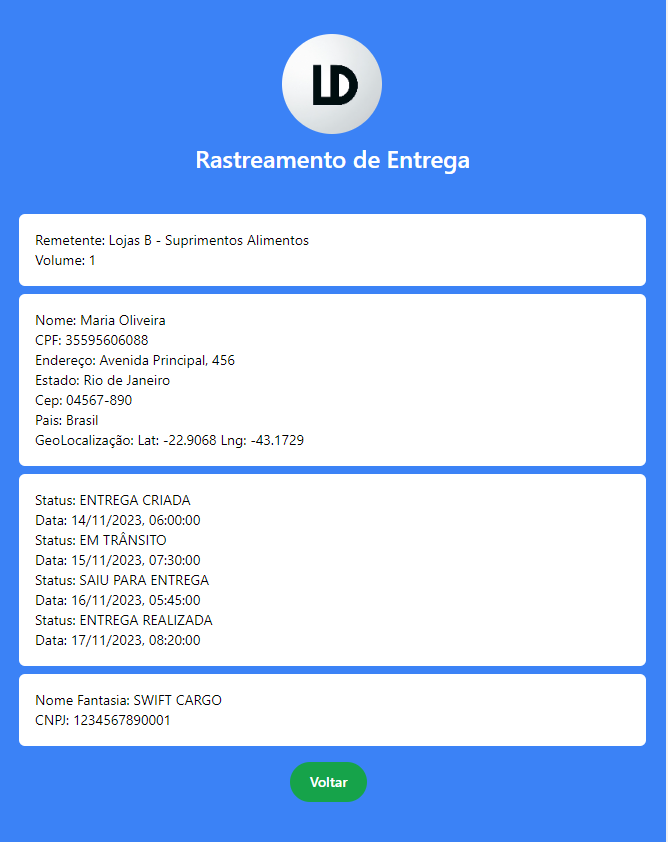 LD
Rastreamento de Entrega
Remetente: Lojas B - Suprimentos Alimentos
Volume: 1
Nome: Maria Oliveira
CPF: 35595606088
Endereço: Avenida Principal, 456
Estado: Rio de Janeiro
Cep: 04567-890
Pais: Brasil
GeoLocalização: Lat: -22.9068 Lng: -43.1729
Status: ENTREGA CRIADA
Data: 14/11/2023, 06:00:00
Status: EM TRÂNSITO
Data: 15/11/2023, 07:30:00
Status: SAIU PARA ENTREGA
Data: 16/11/2023, 05:45:00
Status: ENTREGA REALIZADA
Data: 17/11/2023, 08:20:00
Nome Fantasia: SWIFT CARGO
CNPJ: 1234567890001
Voltar